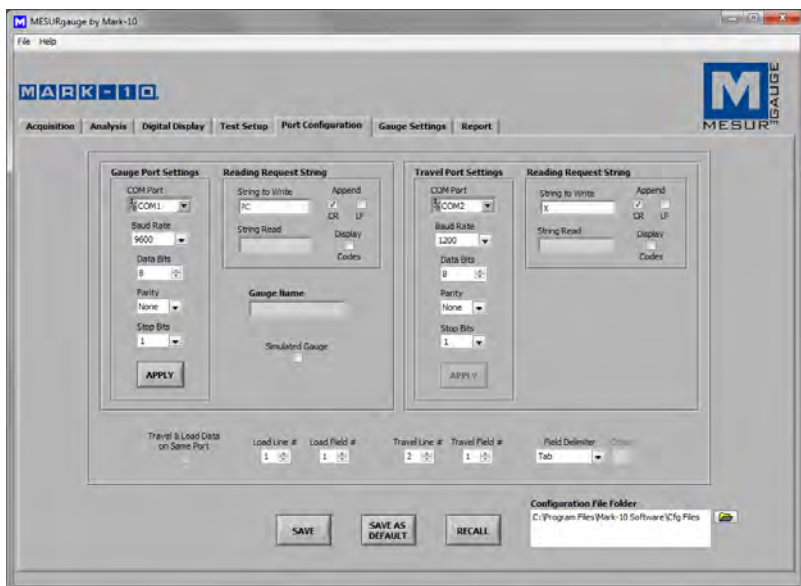 MESURgauge by Mark-10
File Help
MARK-10
M
MESUR™
GAUGE
Acquisition Analysis Digital Display Test Setup Port Configuration Gauge Settings Report
Gauge Port Settings
COM Port
COM1
Baud Rate
9600
Data Bits
8
Parity
None
Stop Bits
1
APPLY
Reading Request String
String to Write
?C
Append
CR LF
String Read
Display
Codes
Gauge Name
Simulated Gauge
Travel Port Settings
COM Port
COM2
Baud Rate
1200
Data Bits
8
Parity
None
Stop Bits
1
APPLY
Reading Request String
String to Write
X
Append
CR LF
String Read
Display
Codes
Travel & Load Data
on Same Port
Load Line #
1
Load Field #
1
Travel Line #
2
Travel Field #
1
Field Delimiter
Tab
SAVE
SAVE AS
DEFAULT
RECALL
Configuration File Folder
C:\Program Files\Mark-10 Software\Cfg Files